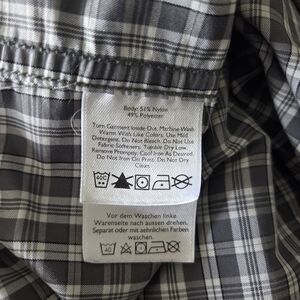 Body: 51% Nylon
49% Polyester
Turn Garment Inside Out. Machine Wash
Warm With Like Colors. Use Mild
Detergent. Do Not Bleach. Do Not Use
Fabric Softeners. Tumble Dry Low.
Remove Promptly. Cool Iron As Desired.
Do Not Iron On Print. Do Not Dry
Clean.
Vor dem Waschen linke
Warenseite nach aussen drehen.
Separat oder mit aehnlichen Farben
waschen.